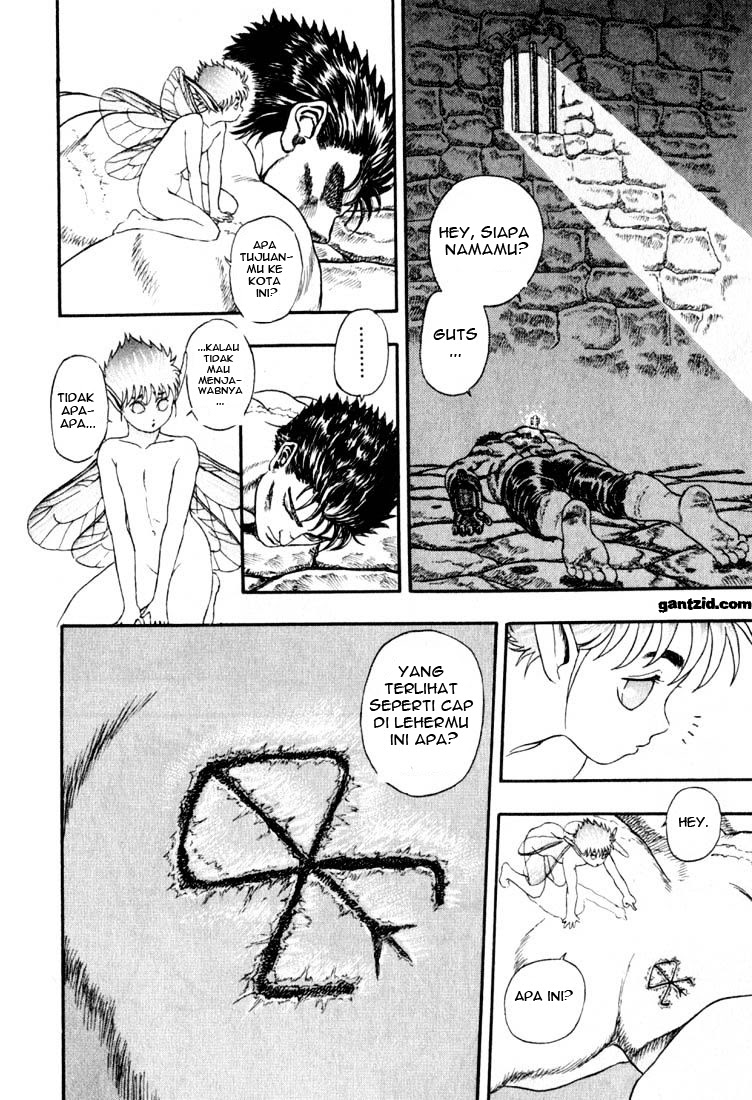 HEY, SIAPA
NAMAMU?
GUTS
...
APA
TUJUAN-
MU KE
KOTA
INI?
.........
...KALAU
TIDAK
MAU
MENJA-
WABNYA
...
TIDAK
APA-
APA...
gantzid.com
HEY.
APA INI?
YANG
TERLIHAT
SEPERTI CAP
DI LEHERMU
INI APA?